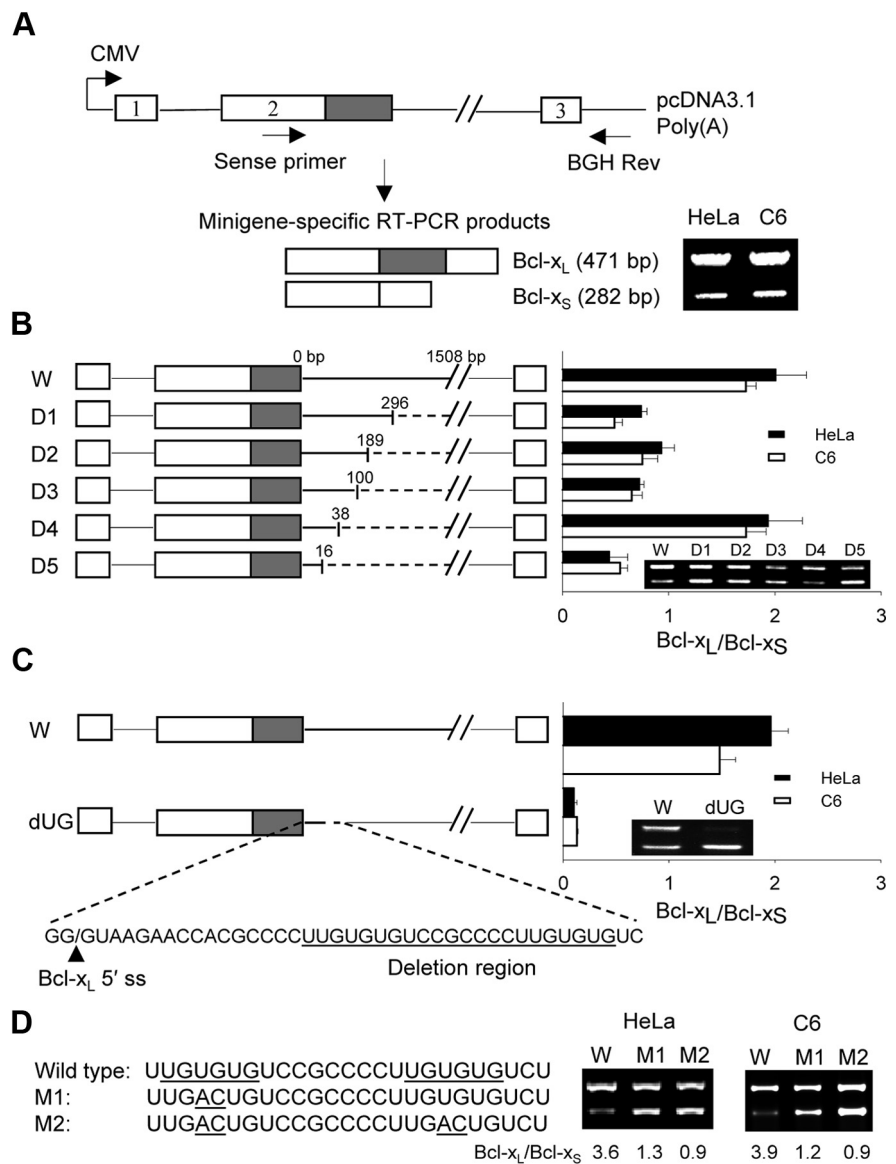 A
CMV
1
2
3
pcDNA3.1
Poly(A)
Sense primer
BGH Rev
Minigene-specific RT-PCR products
HeLa C6
Bcl-xL (471 bp)
Bcl-xS (282 bp)
B
0 bp
1508 bp
W
D1
296
D2
189
D3
100
D4
38
D5
16
HeLa
C6
W D1 D2 D3 D4 D5
0 1 2 3
Bcl-xL/Bcl-xS
C
W
dUG
HeLa
C6
W dUG
0 1 2 3
Bcl-xL/Bcl-xS
GG/GUAAGAACCACGCCCCUUGUGUGUCCGCCCCUUGUGUGUC
Bcl-xL 5′ ss
Deletion region
D
HeLa
C6
W M1 M2
W M1 M2
Wild type: UUGUGUGUCCGCCCCUUGUGUGUCU
M1: UUGACUGUCCGCCCCUUGUGUGUCU
M2: UUGACUGUCCGCCCCUUGACUGUCU
Bcl-xL/Bcl-xS 3.6 1.3 0.9 3.9 1.2 0.9